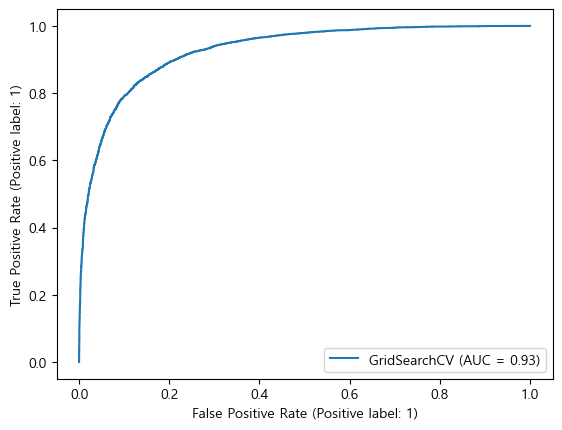 1.0
0.8
0.6
0.4
0.2
0.0
True Positive Rate (Positive label: 1)
GridSearchCV (AUC = 0.93)
0.0 0.2 0.4 0.6 0.8 1.0
False Positive Rate (Positive label: 1)